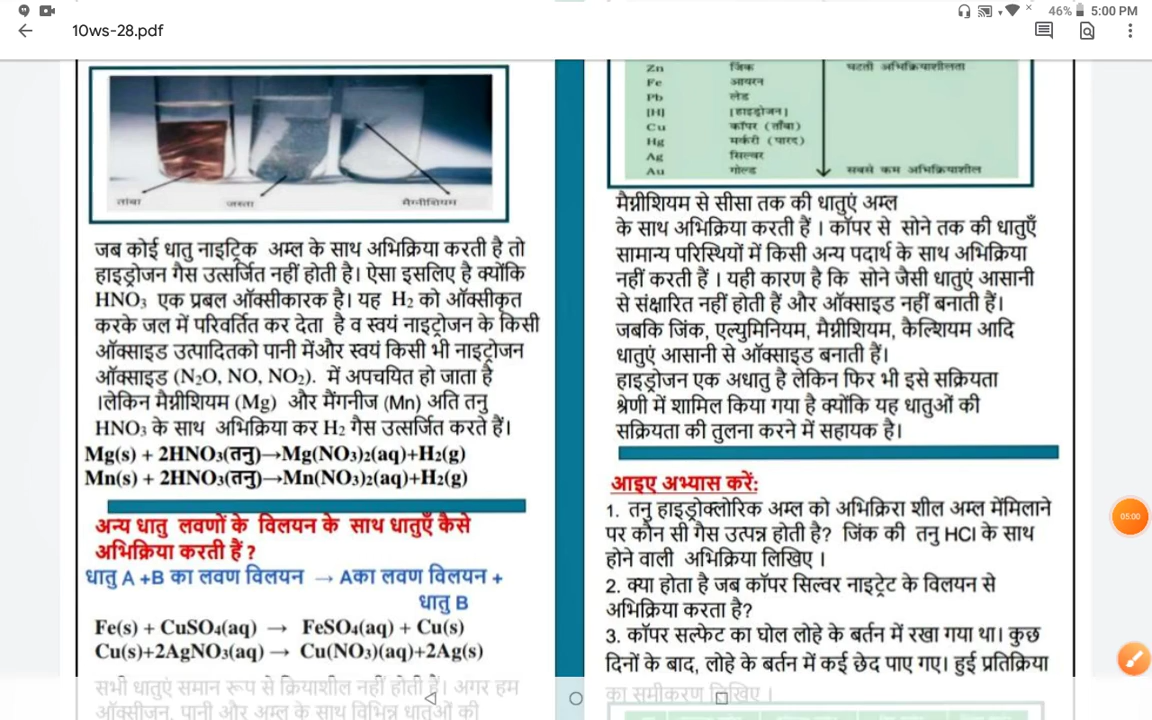 46% 5:00 PM
10ws-28.pdf
तांबा जस्ता मैग्नीशियम
जब कोई धातु नाइट्रिक अम्ल के साथ अभिक्रिया करती है तो
हाइड्रोजन गैस उत्सर्जित नहीं होती है। ऐसा इसलिए है क्योंकि
HNO₃ एक प्रबल ऑक्सीकारक है। यह H₂ को ऑक्सीकृत
करके जल में परिवर्तित कर देता है व स्वयं नाइट्रोजन के किसी
ऑक्साइड उत्पादितको पानी मेंऔर स्वयं किसी भी नाइट्रोजन
ऑक्साइड (N₂O, NO, NO₂). में अपचयित हो जाता है
।लेकिन मैग्नीशियम (Mg) और मैंगनीज (Mn) अति तनु
HNO₃ के साथ अभिक्रिया कर H₂ गैस उत्सर्जित करते हैं।
Mg(s) + 2HNO₃(तनु)→Mg(NO₃)₂(aq)+H₂(g)
Mn(s) + 2HNO₃(तनु)→Mn(NO₃)₂(aq)+H₂(g)
अन्य धातु लवणों के विलयन के साथ धातुएँ कैसे
अभिक्रिया करती हैं ?
धातु A +B का लवण विलयन → Aका लवण विलयन +
धातु B
Fe(s) + CuSO₄(aq) → FeSO₄(aq) + Cu(s)
Cu(s)+2AgNO₃(aq) → Cu(NO₃)(aq)+2Ag(s)
सभी धातुएं समान रूप से क्रियाशील नहीं होती हैं। अगर हम
ऑक्सीजन, पानी और अम्ल के साथ विभिन्न धातुओं की
Zn जिंक घटती अभिक्रियाशीलता
Fe आयरन
Pb लेड
[H] [हाइड्रोजन]
Cu कॉपर (ताँबा)
Hg मर्करी (पारद)
Ag सिल्वर
Au गोल्ड सबसे कम अभिक्रियाशील
मैग्नीशियम से सीसा तक की धातुएं अम्ल
के साथ अभिक्रिया करती हैं । कॉपर से सोने तक की धातुएँ
सामान्य परिस्थियों में किसी अन्य पदार्थ के साथ अभिक्रिया
नहीं करती हैं । यही कारण है कि सोने जैसी धातुएं आसानी
से संक्षारित नहीं होती हैं और ऑक्साइड नहीं बनाती हैं।
जबकि जिंक, एल्युमिनियम, मैग्नीशियम, कैल्शियम आदि
धातुएं आसानी से ऑक्साइड बनाती हैं।
हाइड्रोजन एक अधातु है लेकिन फिर भी इसे सक्रियता
श्रेणी में शामिल किया गया है क्योंकि यह धातुओं की
सक्रियता की तुलना करने में सहायक है।
आइए अभ्यास करें:
1. तनु हाइड्रोक्लोरिक अम्ल को अभिक्रिरा शील अम्ल मेंमिलाने
पर कौन सी गैस उत्पन्न होती है? जिंक की तनु HCl के साथ
होने वाली अभिक्रिया लिखिए ।
2. क्या होता है जब कॉपर सिल्वर नाइट्रेट के विलयन से
अभिक्रिया करता है?
3. कॉपर सल्फेट का घोल लोहे के बर्तन में रखा गया था। कुछ
दिनों के बाद, लोहे के बर्तन में कई छेद पाए गए। हुई प्रतिक्रिया
का समीकरण लिखिए ।
05:00